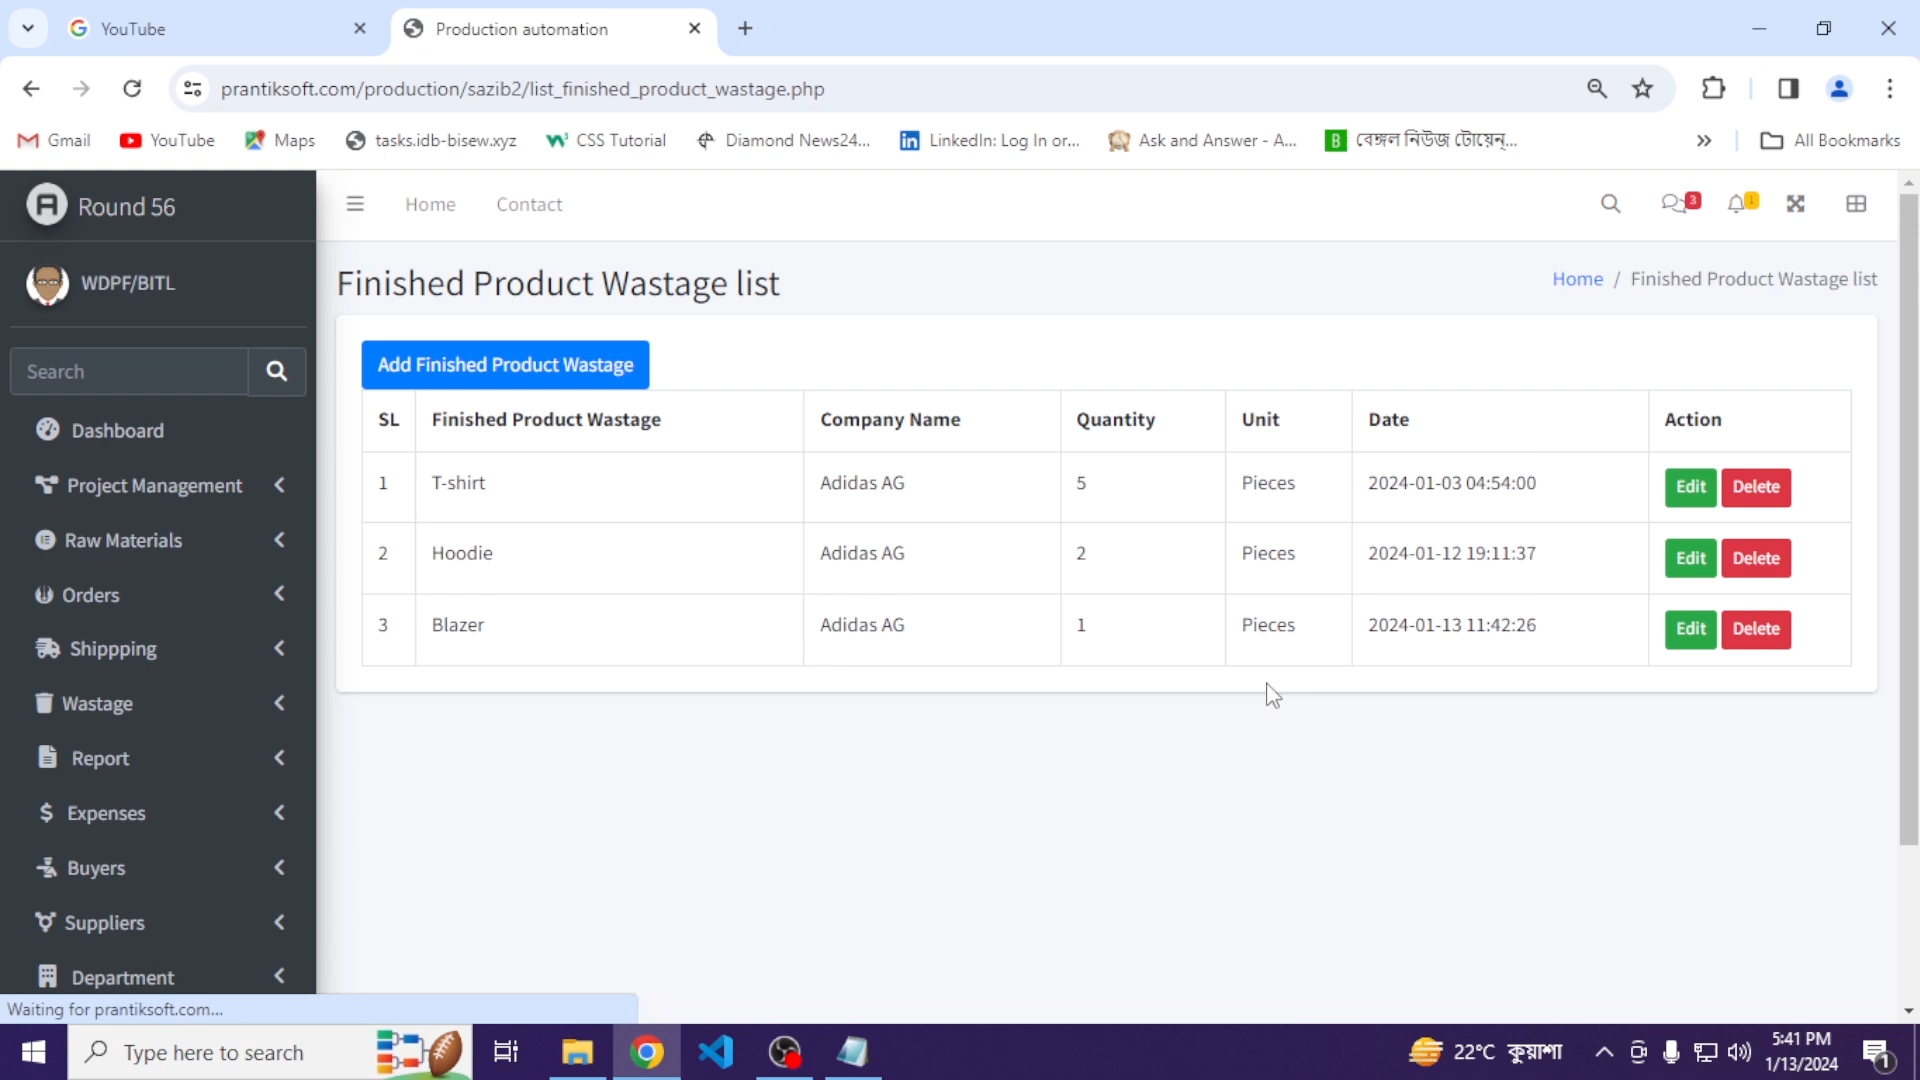 YouTube
Production automation
prantiksoft.com/production/sazib2/list_finished_product_wastage.php
Gmail
YouTube
Maps
tasks.idb-bisew.xyz
CSS Tutorial
Diamond News24...
LinkedIn: Log In or...
Ask and Answer - A...
বেঙ্গল নিউজ টোয়েন্...
All Bookmarks
Round 56
Home
Contact
3
1
WDPF/BITL
Finished Product Wastage list
Home / Finished Product Wastage list
Search
Add Finished Product Wastage
SL Finished Product Wastage Company Name Quantity Unit Date Action
1 T-shirt Adidas AG 5 Pieces 2024-01-03 04:54:00 Edit Delete
2 Hoodie Adidas AG 2 Pieces 2024-01-12 19:11:37 Edit Delete
3 Blazer Adidas AG 1 Pieces 2024-01-13 11:42:26 Edit Delete
Dashboard
Project Management
Raw Materials
Orders
Shippping
Wastage
Report
Expenses
Buyers
Suppliers
Department
Waiting for prantiksoft.com...
Type here to search
22°C কুয়াশা
5:41 PM
1/13/2024
1